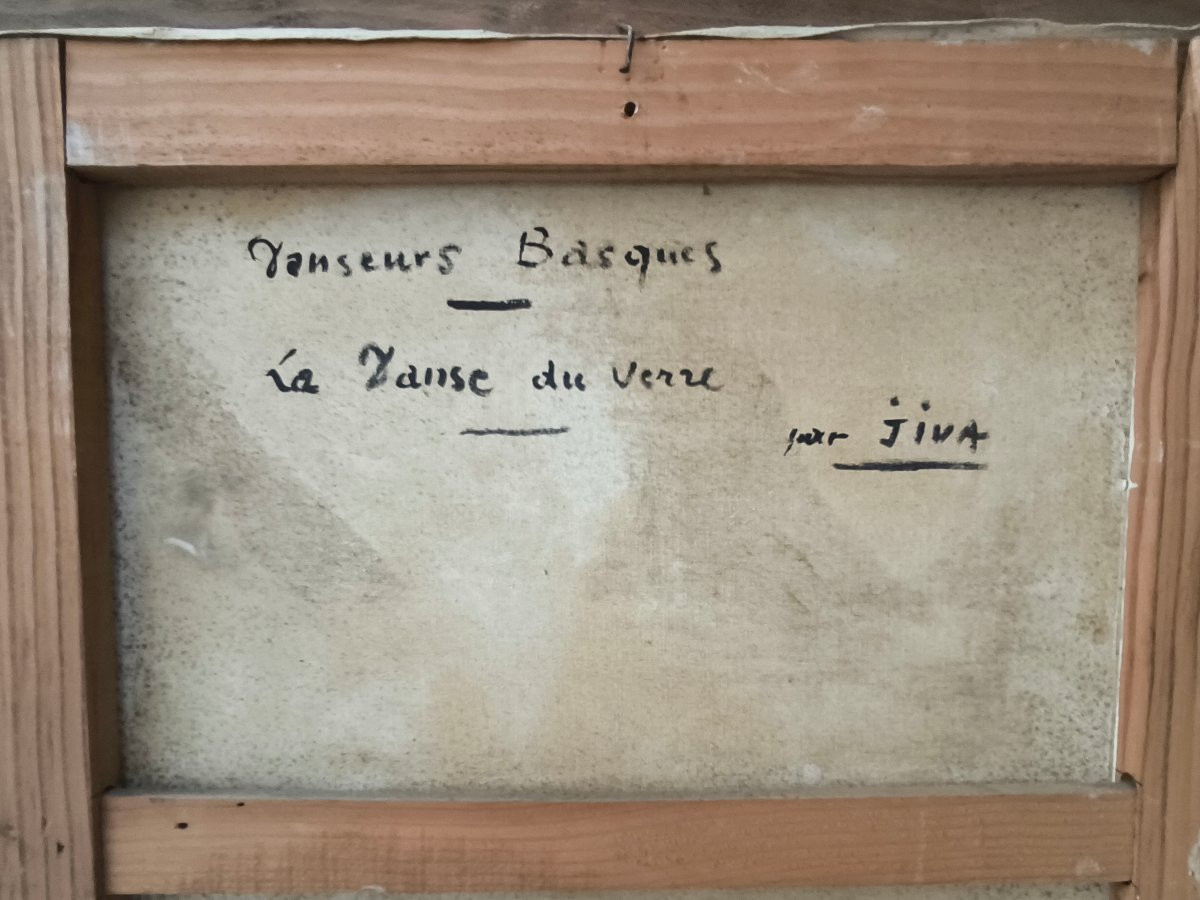 Danseurs Basques
La Danse du Verre
par JiVA